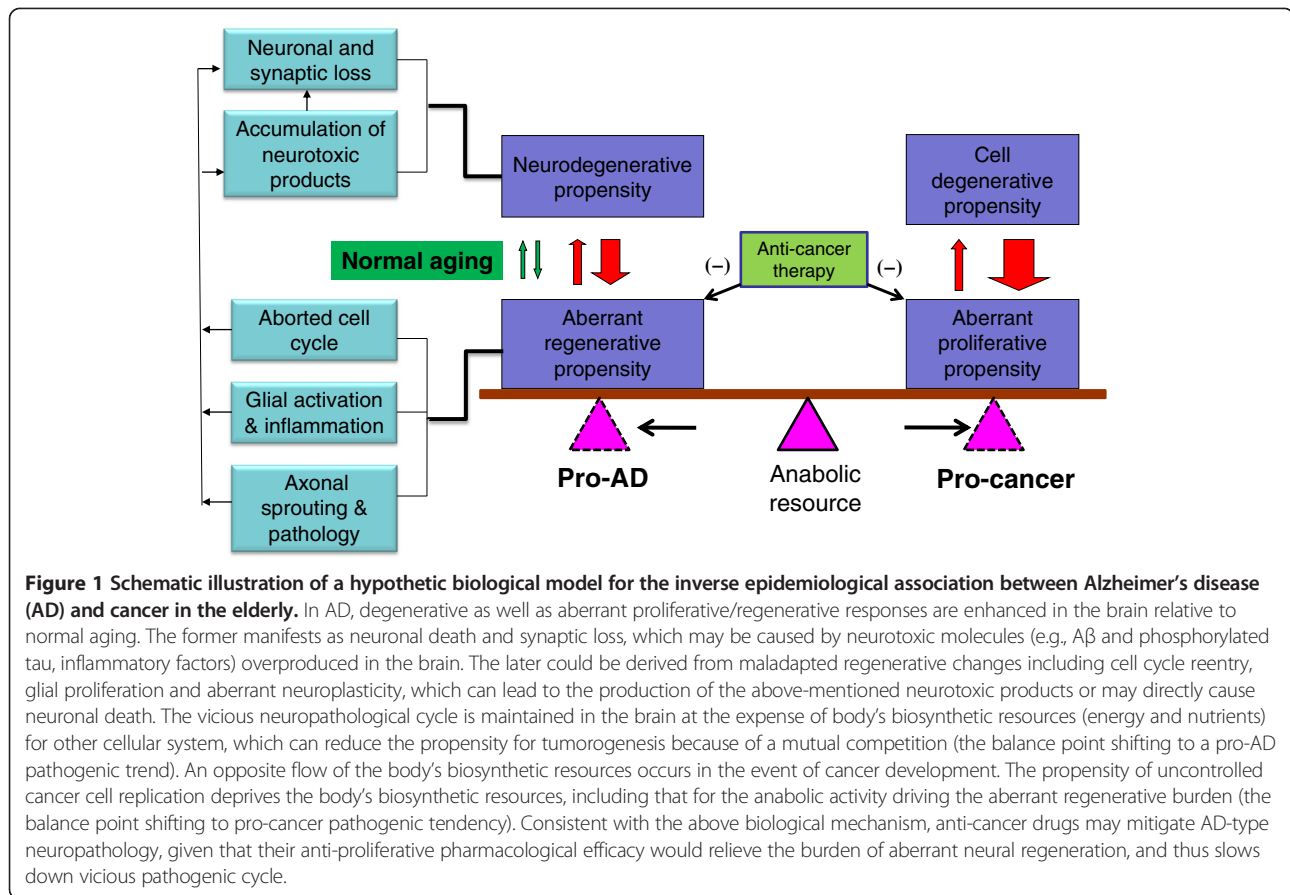 Neuronal and
synaptic loss
Accumulation of
neurotoxic
products
Neurodegenerative
propensity
Cell
degenerative
propensity
Normal aging
(−)
Anti-cancer
therapy
(−)
Aborted cell
cycle
Aberrant
regenerative
propensity
Aberrant
proliferative
propensity
Glial activation
& inflammation
Axonal
sprouting &
pathology
Pro-AD
Anabolic
resource
Pro-cancer
Figure 1 Schematic illustration of a hypothetic biological model for the inverse epidemiological association between Alzheimer's disease
(AD) and cancer in the elderly. In AD, degenerative as well as aberrant proliferative/regenerative responses are enhanced in the brain relative to
normal aging. The former manifests as neuronal death and synaptic loss, which may be caused by neurotoxic molecules (e.g., Aβ and phosphorylated
tau, inflammatory factors) overproduced in the brain. The later could be derived from maladapted regenerative changes including cell cycle reentry,
glial proliferation and aberrant neuroplasticity, which can lead to the production of the above-mentioned neurotoxic products or may directly cause
neuronal death. The vicious neuropathological cycle is maintained in the brain at the expense of body's biosynthetic resources (energy and nutrients)
for other cellular system, which can reduce the propensity for tumorogenesis because of a mutual competition (the balance point shifting to a pro-AD
pathogenic trend). An opposite flow of the body's biosynthetic resources occurs in the event of cancer development. The propensity of uncontrolled
cancer cell replication deprives the body's biosynthetic resources, including that for the anabolic activity driving the aberrant regenerative burden (the
balance point shifting to pro-cancer pathogenic tendency). Consistent with the above biological mechanism, anti-cancer drugs may mitigate AD-type
neuropathology, given that their anti-proliferative pharmacological efficacy would relieve the burden of aberrant neural regeneration, and thus slows
down vicious pathogenic cycle.